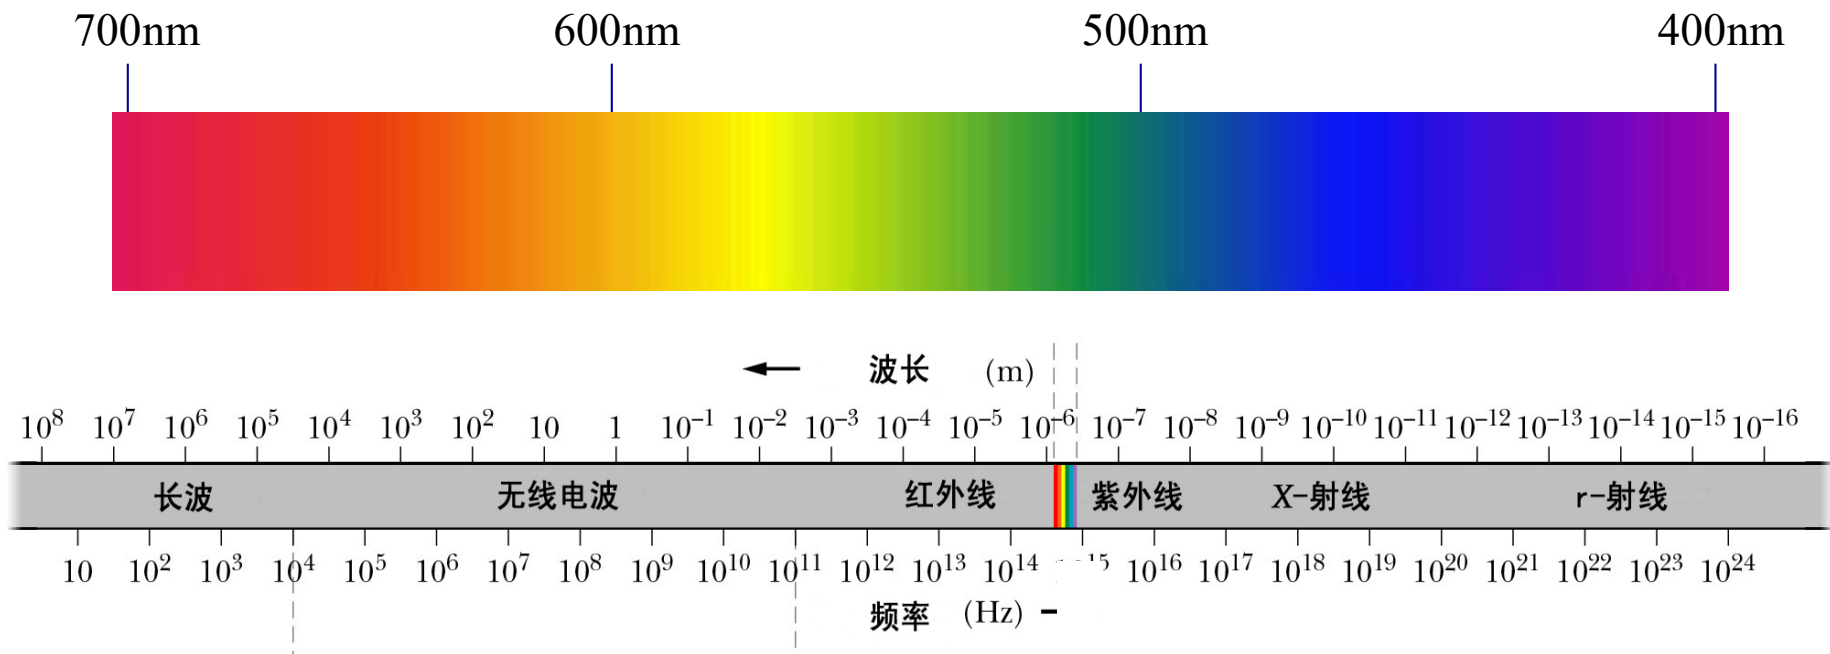 700nm 600nm 500nm 400nm
波长 (m)
10⁸ 10⁷ 10⁶ 10⁵ 10⁴ 10³ 10² 10 1 10⁻¹ 10⁻² 10⁻³ 10⁻⁴ 10⁻⁵ 10⁻⁶ 10⁻⁷ 10⁻⁸ 10⁻⁹ 10⁻¹⁰ 10⁻¹¹ 10⁻¹² 10⁻¹³ 10⁻¹⁴ 10⁻¹⁵ 10⁻¹⁶
长波 无线电波 红外线 紫外线 X-射线 r-射线
10 10² 10³ 10⁴ 10⁵ 10⁶ 10⁷ 10⁸ 10⁹ 10¹⁰ 10¹¹ 10¹² 10¹³ 10¹⁴ 10¹⁵ 10¹⁶ 10¹⁷ 10¹⁸ 10¹⁹ 10²⁰ 10²¹ 10²² 10²³ 10²⁴
频率 (Hz)